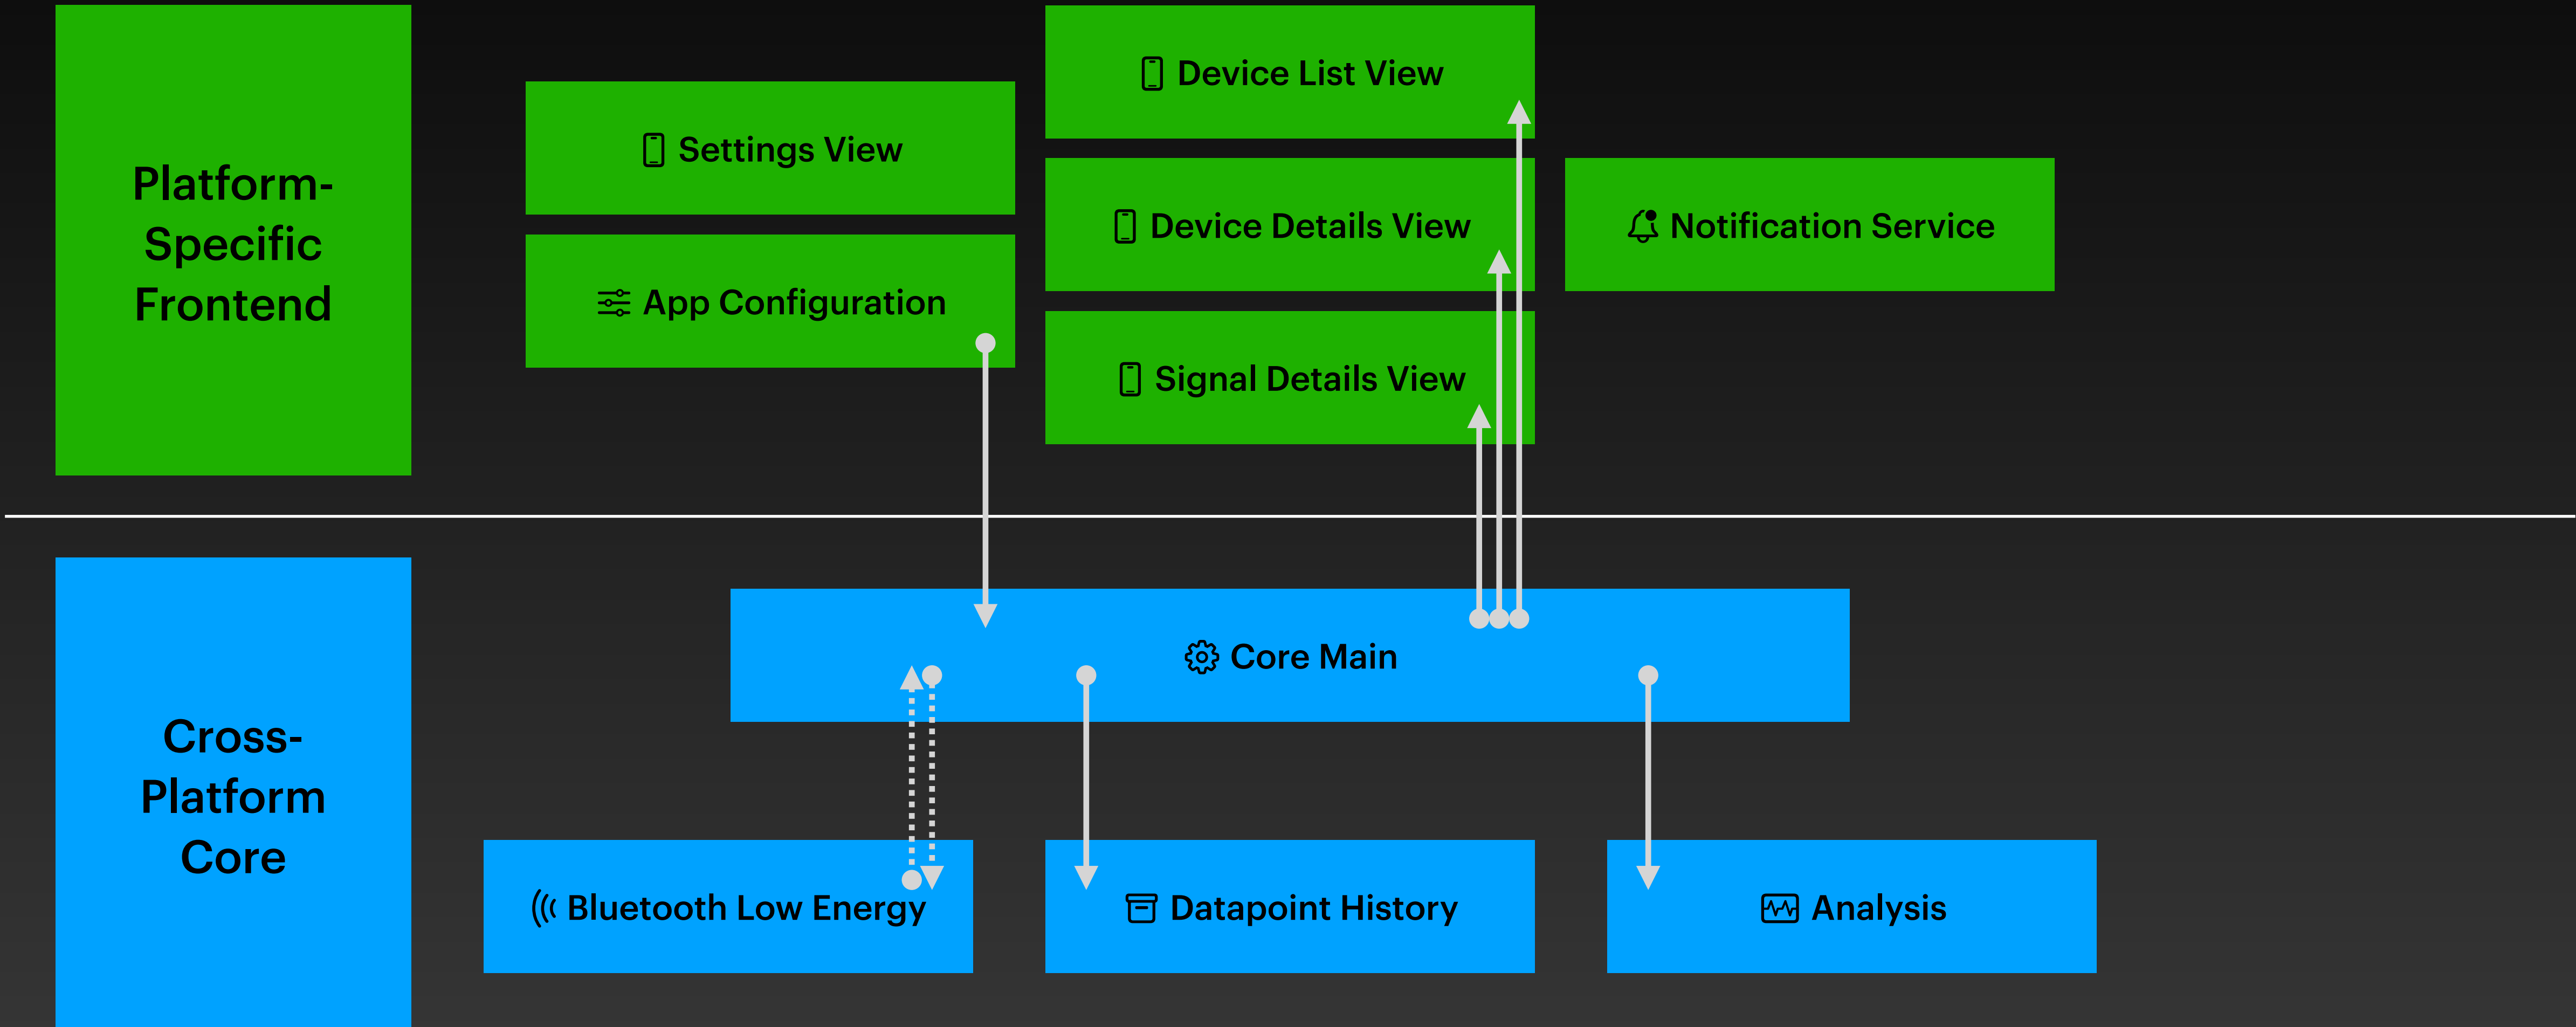 Platform-
Specific
Frontend
Settings View
App Configuration
Device List View
Device Details View
Signal Details View
Notification Service
Cross-
Platform
Core
Core Main
Bluetooth Low Energy
Datapoint History
Analysis